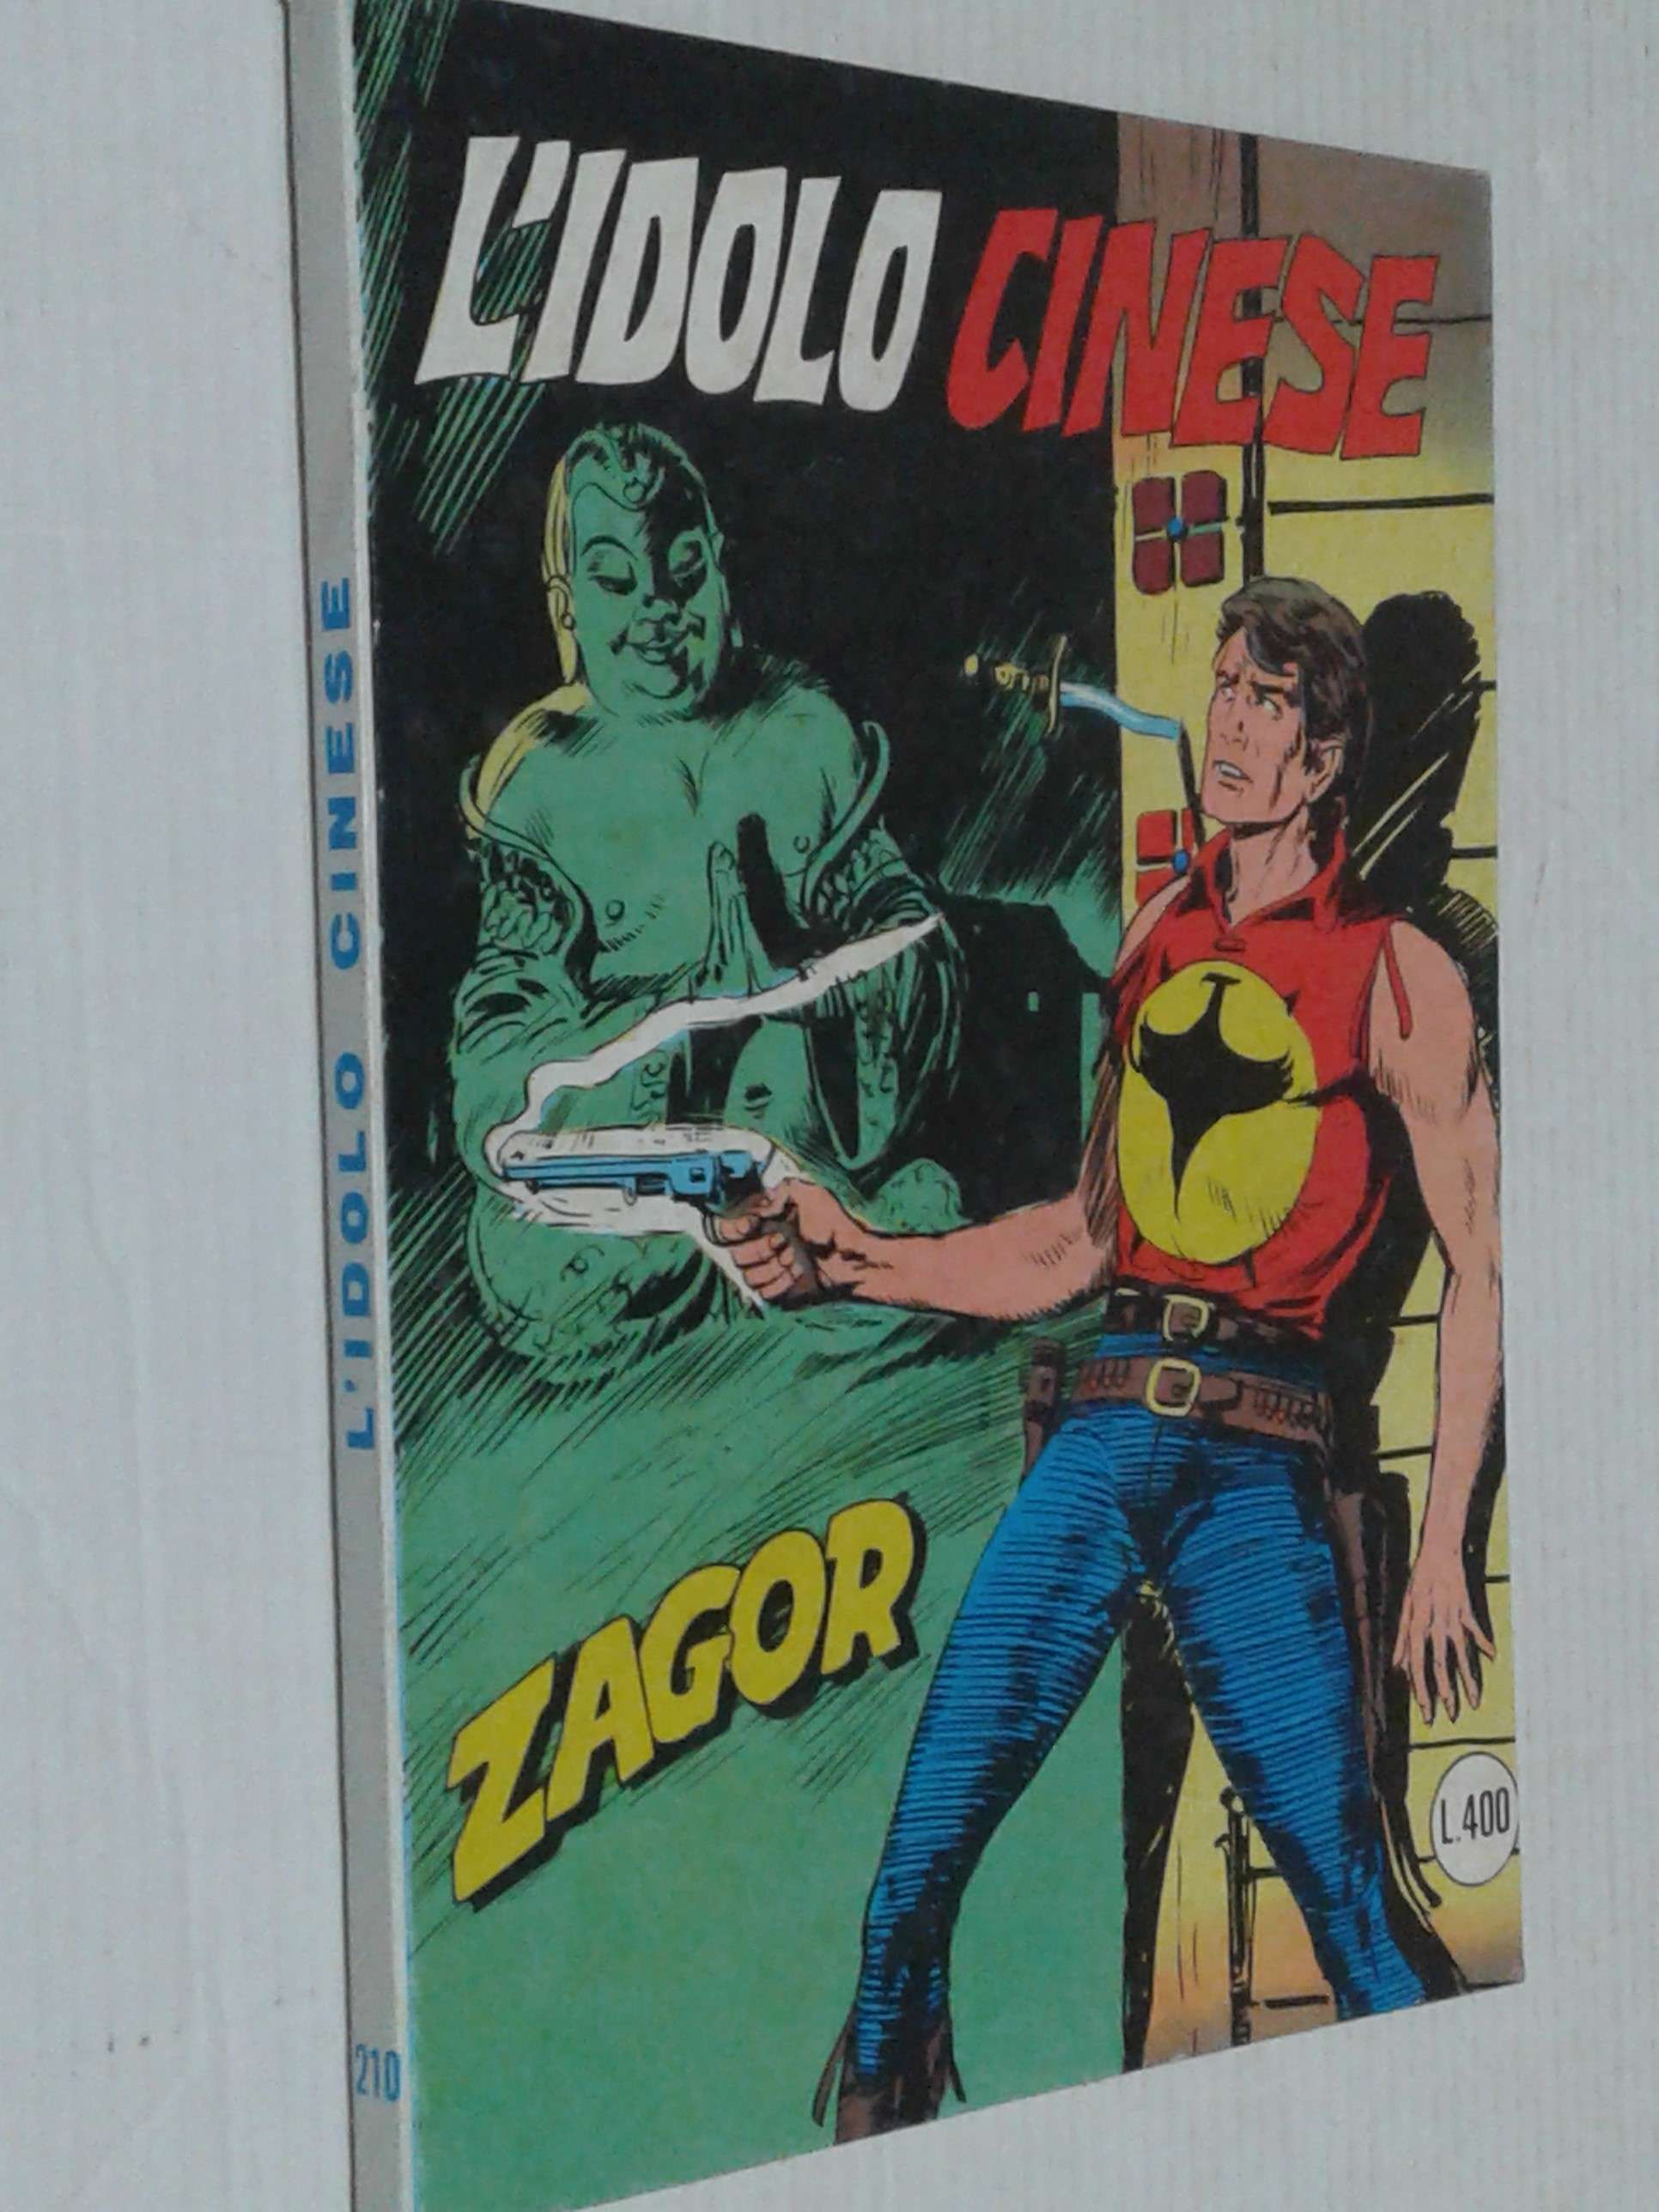 L'IDOLO CINESE
ZAGOR
L.400
L'IDOLO CINESE
210